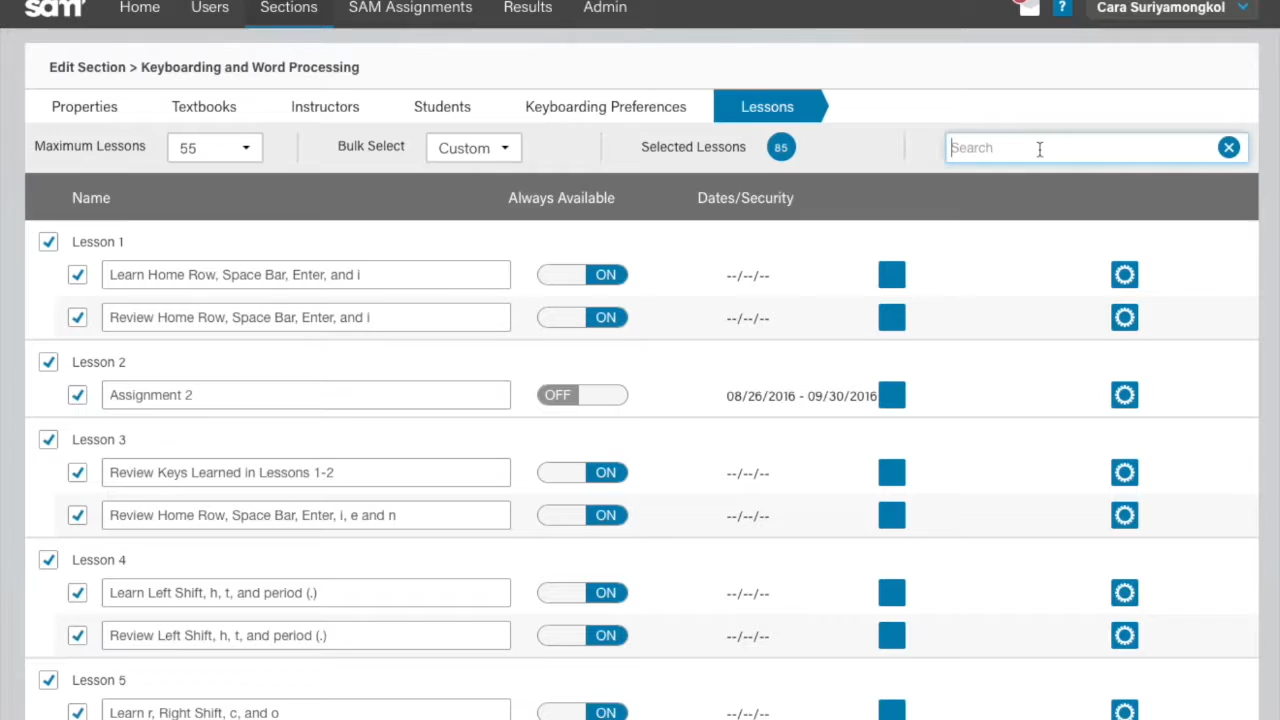 sam Home Users Sections SAM Assignments Results Admin ? Cara Suriyamongkol
Edit Section > Keyboarding and Word Processing
Properties Textbooks Instructors Students Keyboarding Preferences Lessons
Maximum Lessons 55 Bulk Select Custom Selected Lessons 85 Search
Name Always Available Dates/Security
Lesson 1
Learn Home Row, Space Bar, Enter, and i ON --/--/--
Review Home Row, Space Bar, Enter, and i ON --/--/--
Lesson 2
Assignment 2 OFF 08/26/2016 - 09/30/2016
Lesson 3
Review Keys Learned in Lessons 1-2 ON --/--/--
Review Home Row, Space Bar, Enter, i, e and n ON --/--/--
Lesson 4
Learn Left Shift, h, t, and period (.) ON --/--/--
Review Left Shift, h, t, and period (.) ON --/--/--
Lesson 5
Learn r, Right Shift, c, and o ON --/--/--